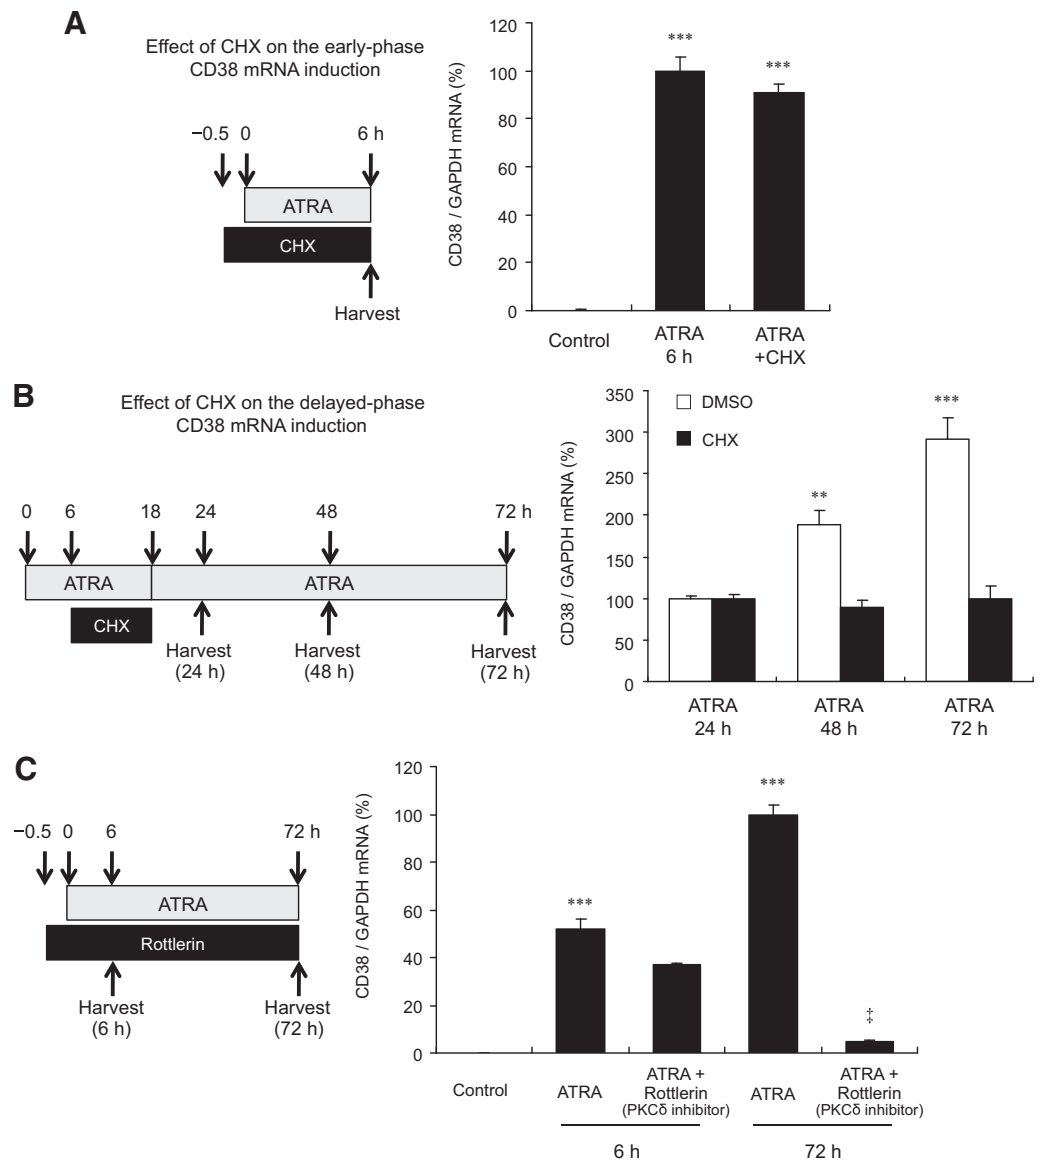 A
Effect of CHX on the early-phase
CD38 mRNA induction
−0.5 0 6 h
ATRA
CHX
Harvest
CD38 / GAPDH mRNA (%)
120
100
80
60
40
20
0
***
***
Control
ATRA
6 h
ATRA
+CHX
B
Effect of CHX on the delayed-phase
CD38 mRNA induction
0 6 18 24 48 72 h
ATRA ATRA
CHX
Harvest
(24 h)
Harvest
(48 h)
Harvest
(72 h)
CD38 / GAPDH mRNA (%)
350
300
250
200
150
100
50
0
DMSO
CHX
**
***
ATRA
24 h
ATRA
48 h
ATRA
72 h
C
−0.5 0 6 72 h
ATRA
Rottlerin
Harvest
(6 h)
Harvest
(72 h)
CD38 / GAPDH mRNA (%)
120
100
80
60
40
20
0
***
***
‡
Control
ATRA
ATRA +
Rottlerin
(PKCδ inhibitor)
ATRA
ATRA +
Rottlerin
(PKCδ inhibitor)
6 h
72 h